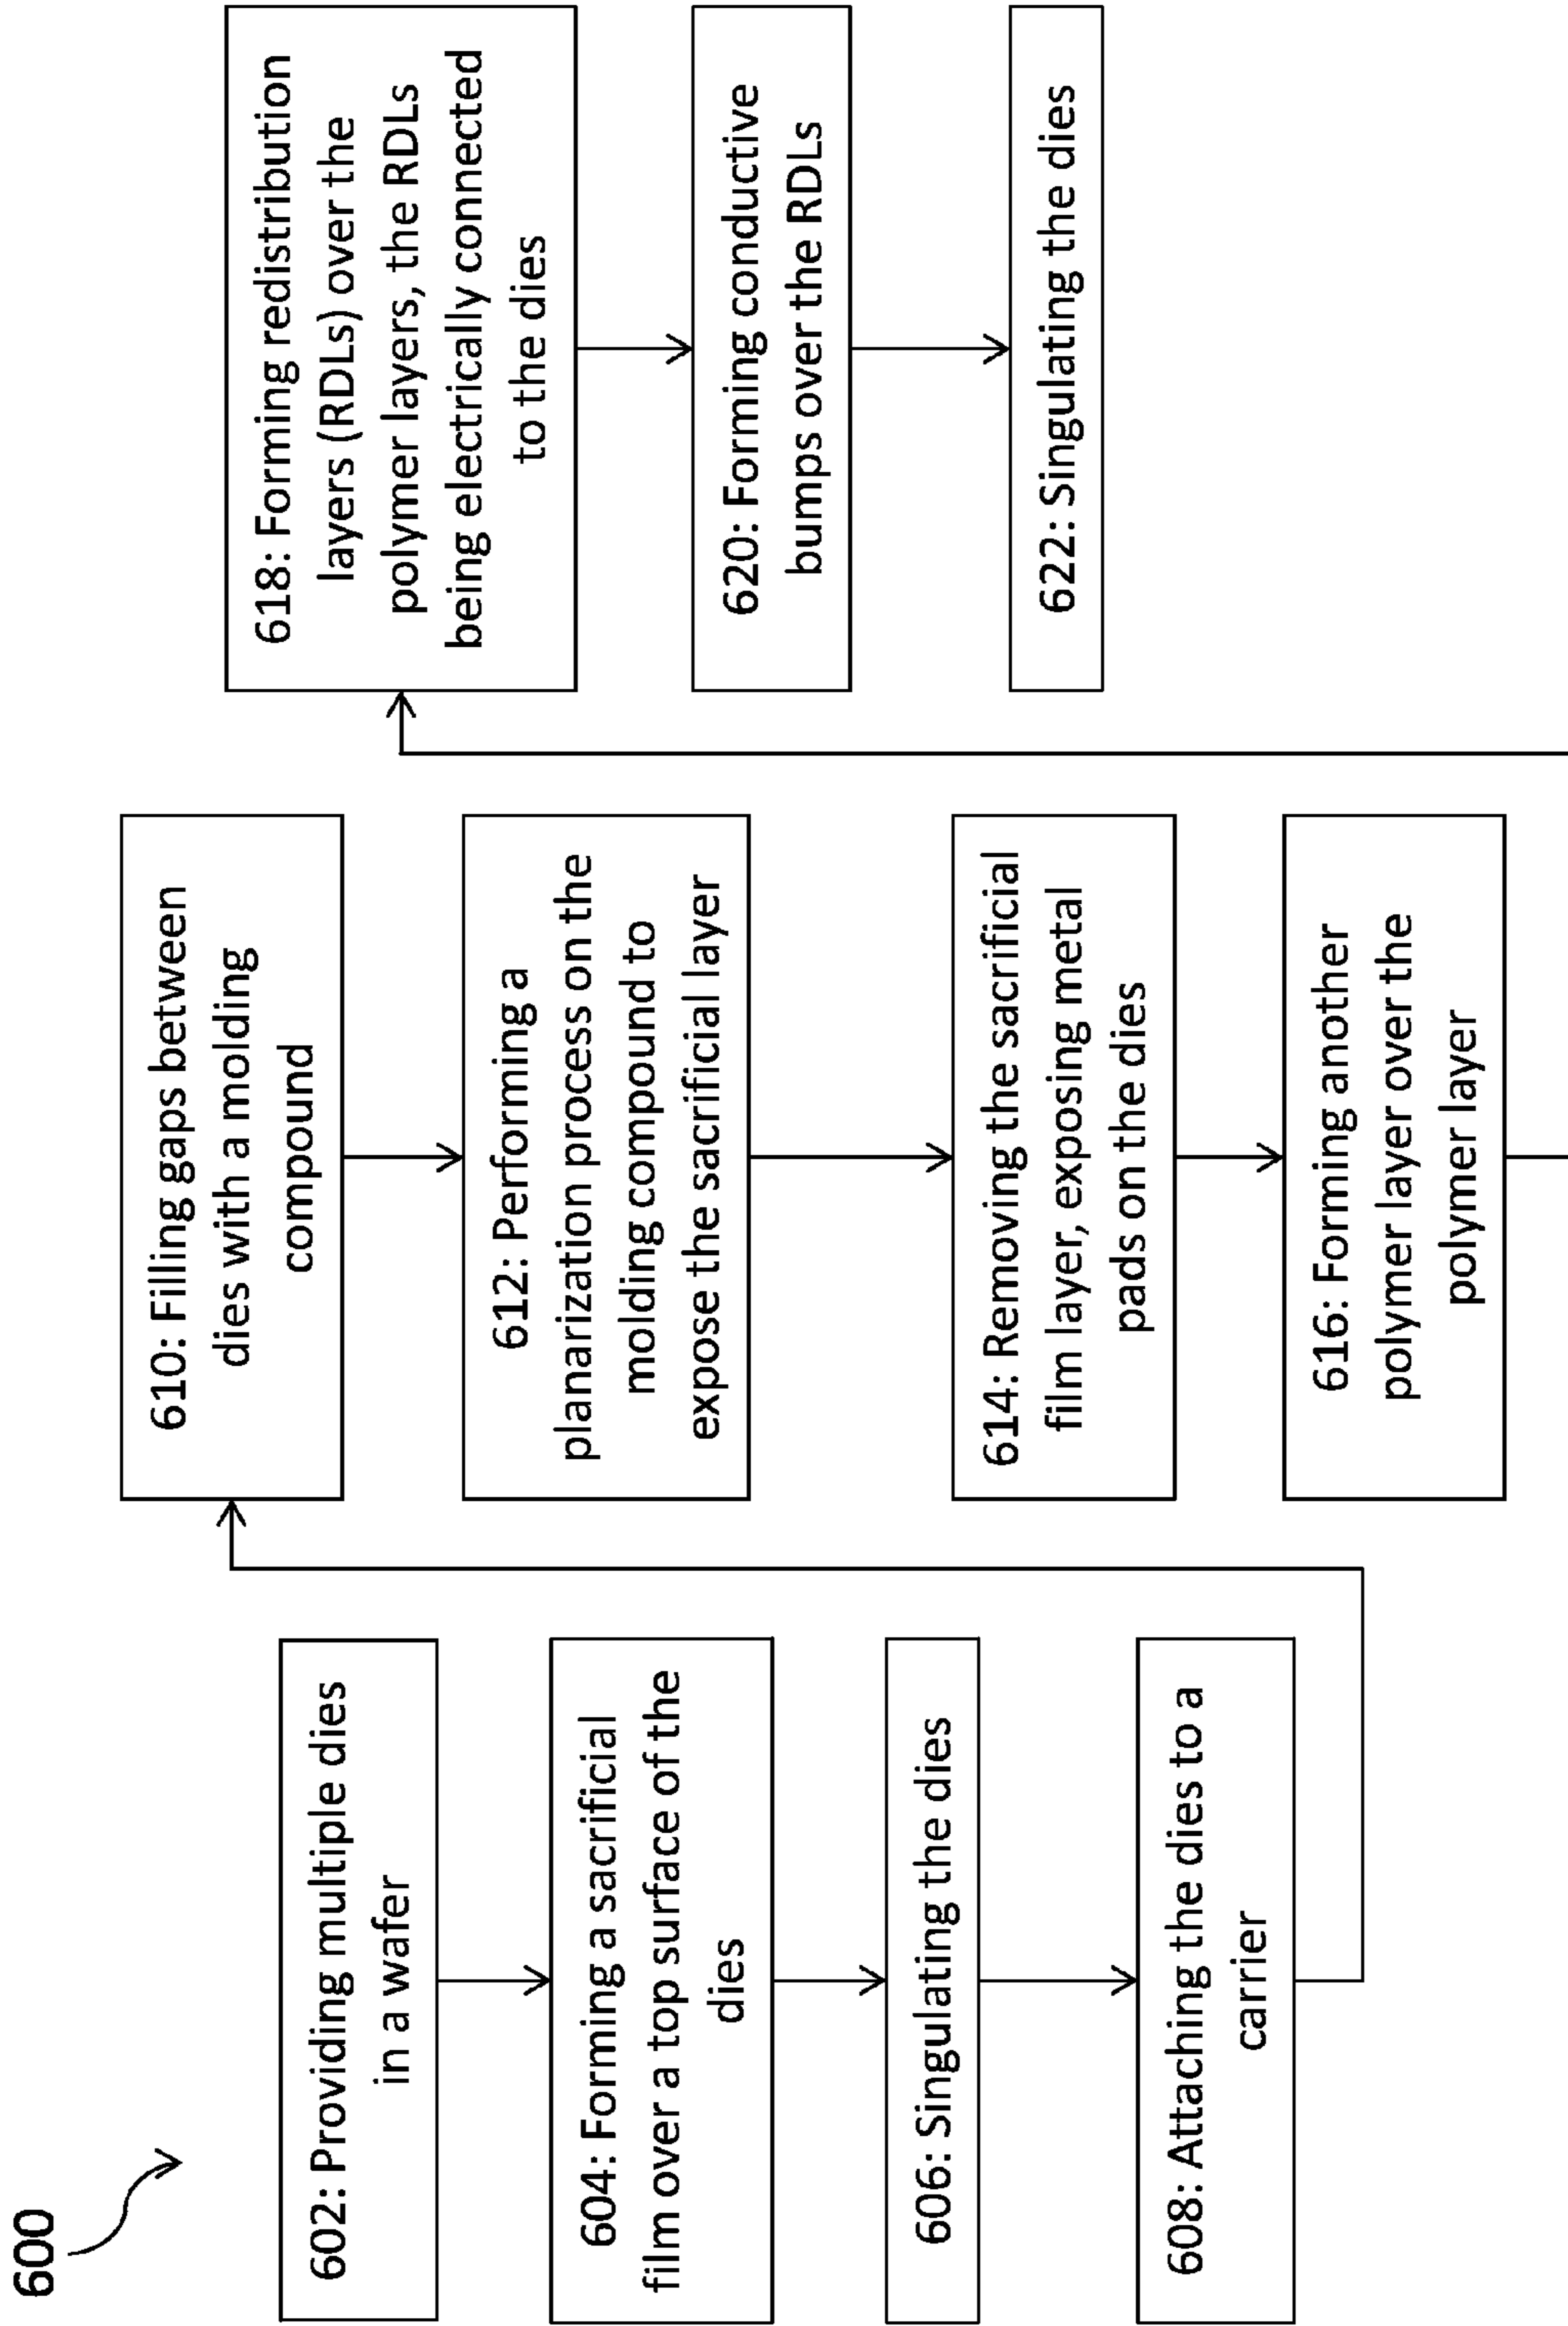 600
602: Providing multiple dies
in a wafer
604: Forming a sacrificial
film over a top surface of the
dies
606: Singulating the dies
608: Attaching the dies to a
carrier
610: Filling gaps between
dies with a molding
compound
612: Performing a
planarization process on the
molding compound to
expose the sacrificial layer
614: Removing the sacrificial
film layer, exposing metal
pads on the dies
616: Forming another
polymer layer over the
polymer layer
618: Forming redistribution
layers (RDLs) over the
polymer layers, the RDLs
being electrically connected
to the dies
620: Forming conductive
bumps over the RDLs
622: Singulating the dies